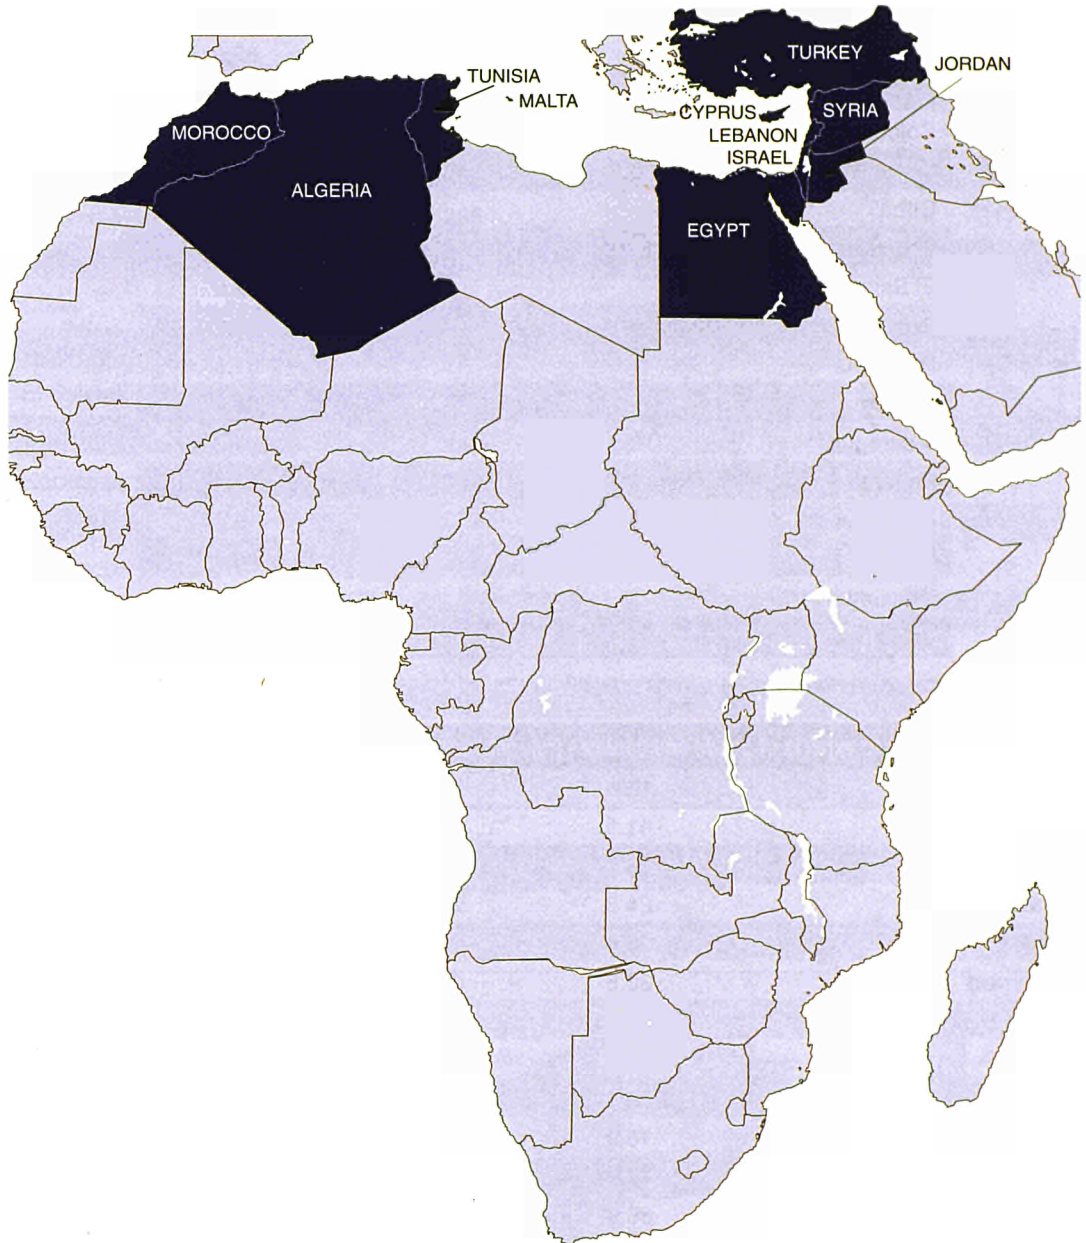 TURKEY
JORDAN
TUNISIA
MALTA
CYPRUS
SYRIA
MOROCCO
LEBANON
ISRAEL
ALGERIA
EGYPT